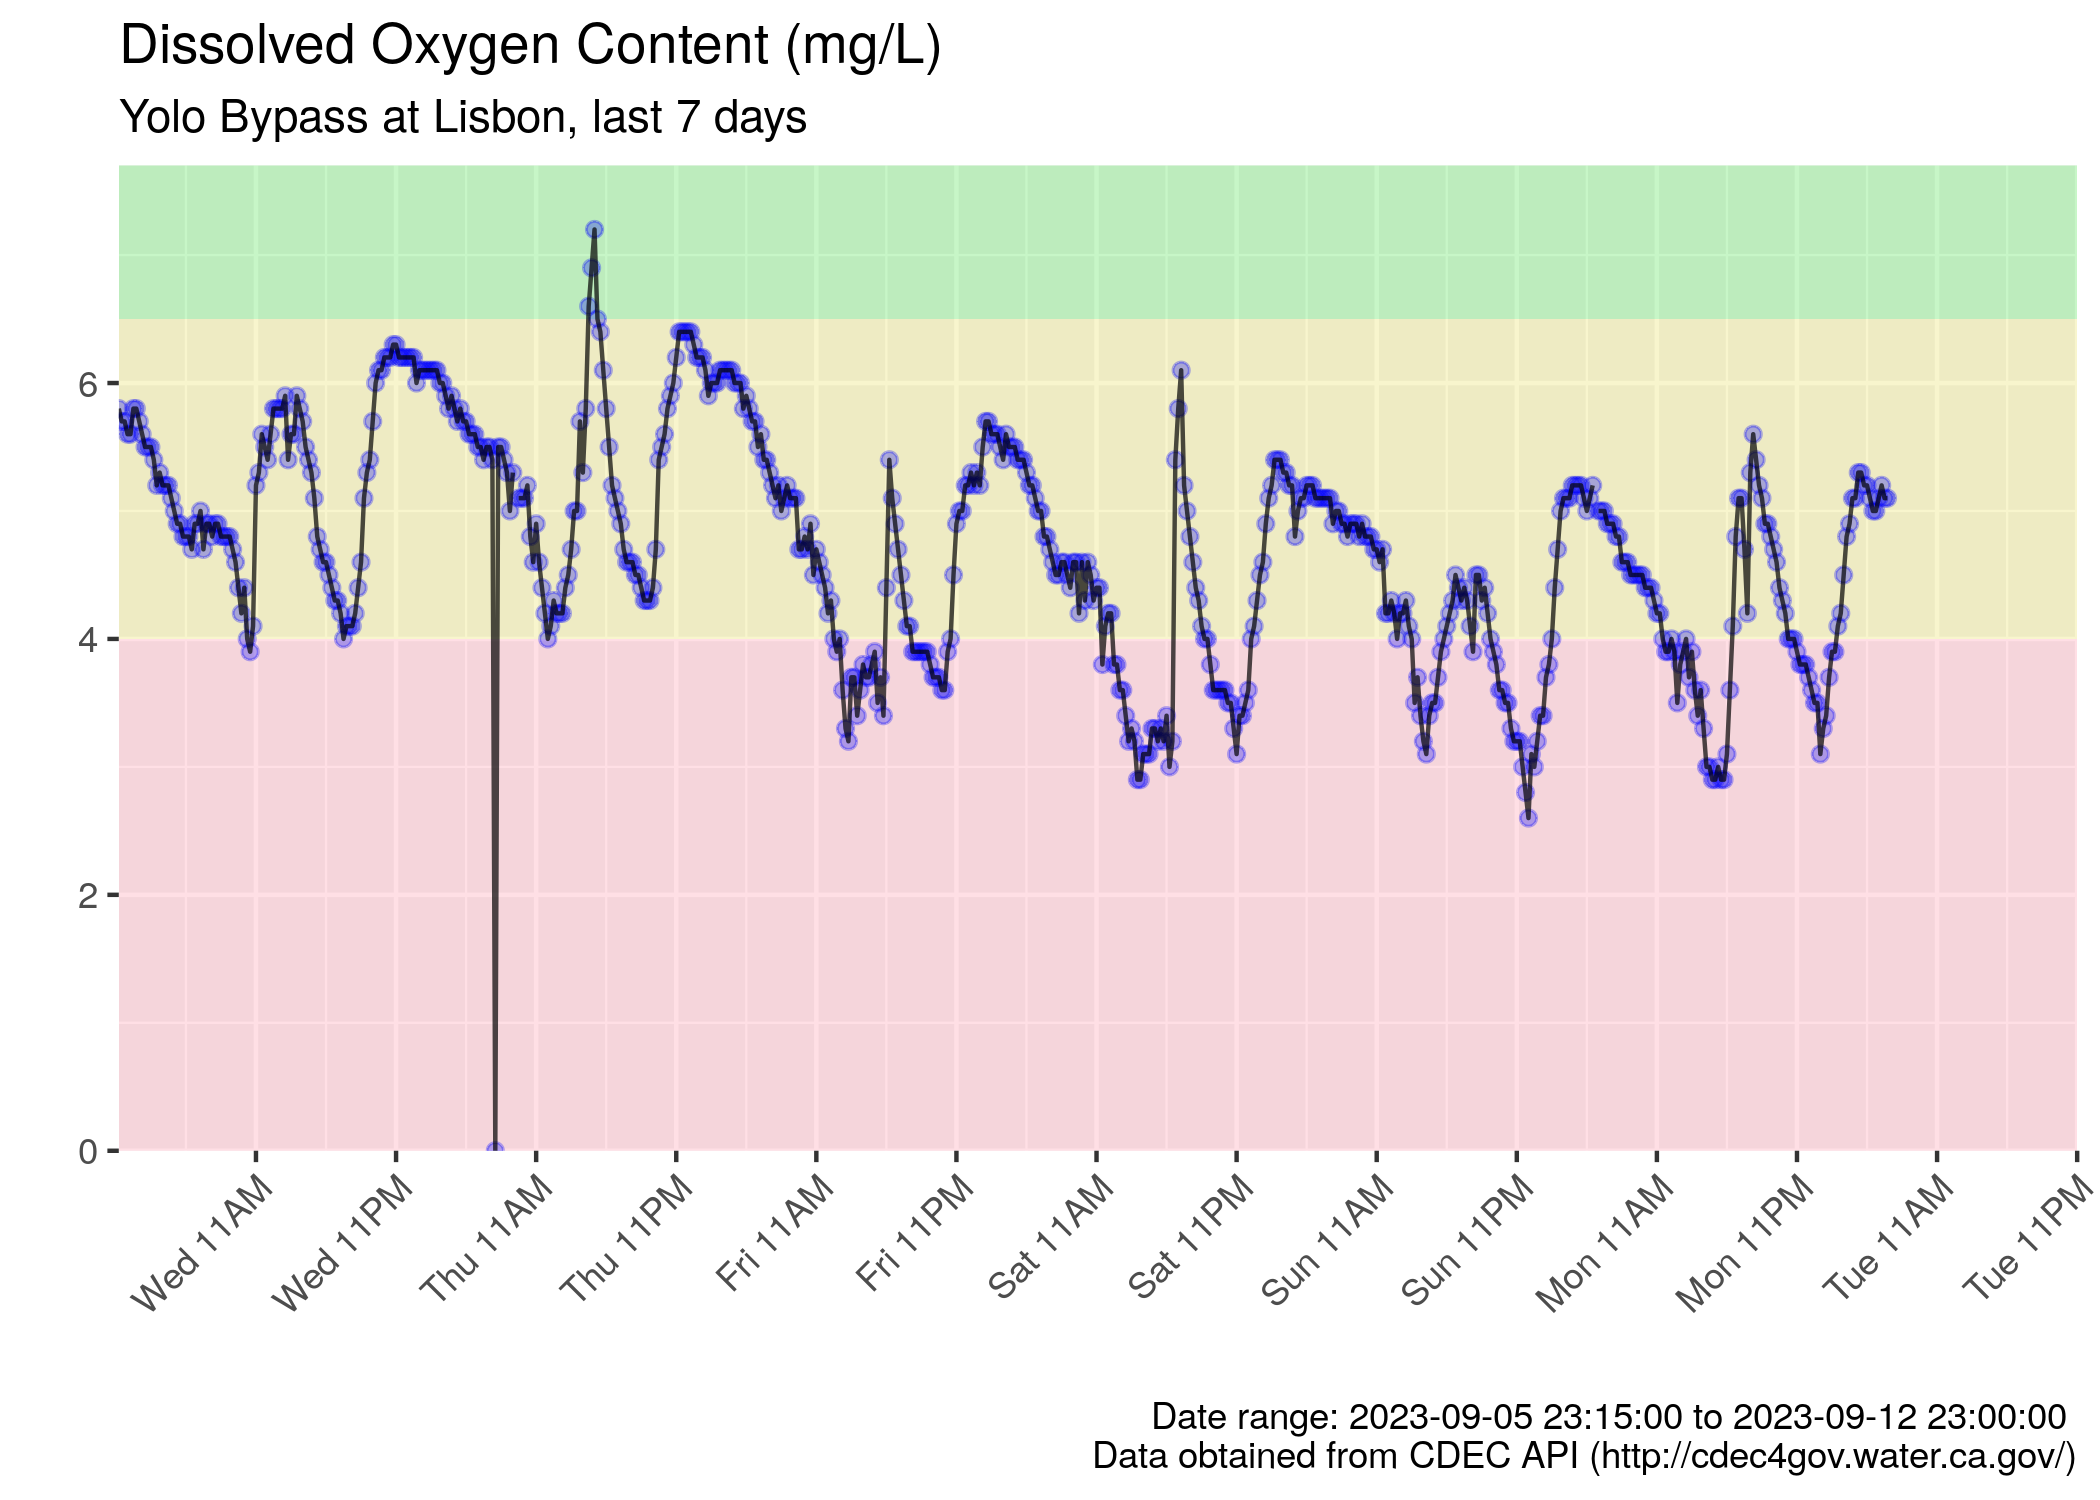 Dissolved Oxygen Content (mg/L)
Yolo Bypass at Lisbon, last 7 days
6
4
2
0
Wed 11AM
Wed 11PM
Thu 11AM
Thu 11PM
Fri 11AM
Fri 11PM
Sat 11AM
Sat 11PM
Sun 11AM
Sun 11PM
Mon 11AM
Mon 11PM
Tue 11AM
Tue 11PM
Date range: 2023-09-05 23:15:00 to 2023-09-12 23:00:00
Data obtained from CDEC API (http://cdec4gov.water.ca.gov/)